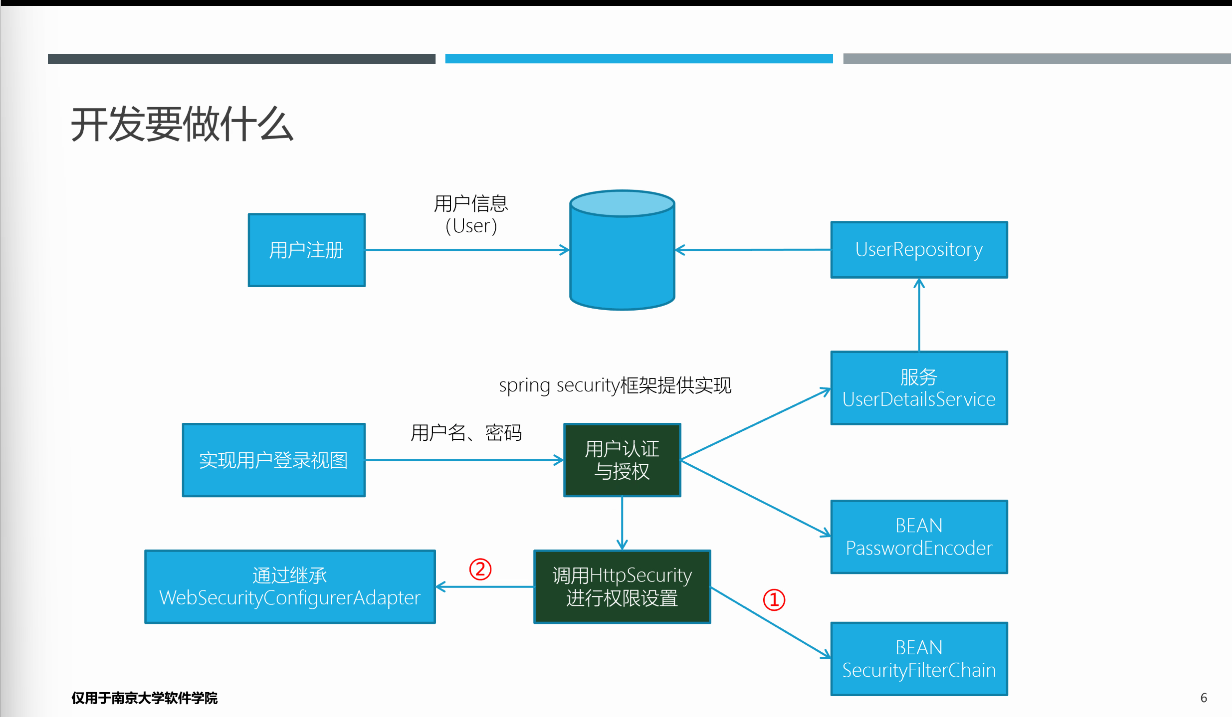 开发要做什么
用户信息
(User)
用户注册
UserRepository
服务
UserDetailsService
spring security框架提供实现
用户名、密码
实现用户登录视图
用户认证
与授权
BEAN
PasswordEncoder
通过继承
WebSecurityConfigurerAdapter
②
调用HttpSecurity
进行权限设置
①
BEAN
SecurityFilterChain
仅用于南京大学软件学院
6